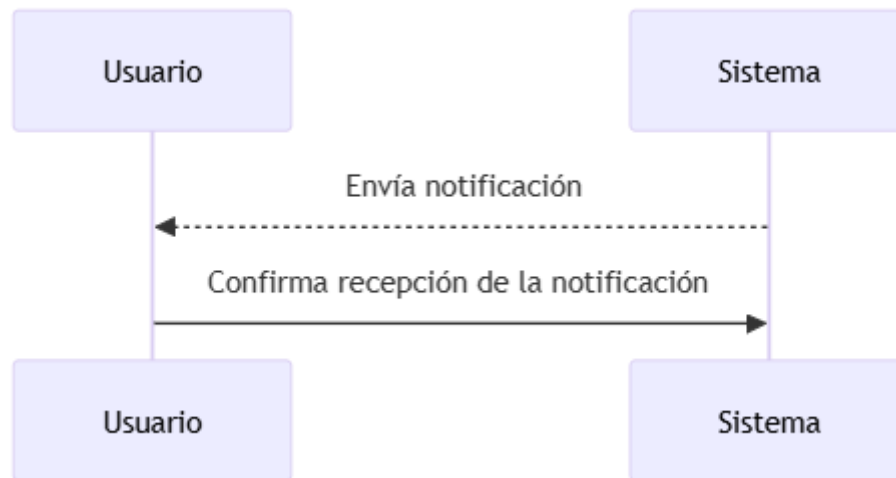 Usuario
Sistema
Envía notificación
Confirma recepción de la notificación
Usuario
Sistema